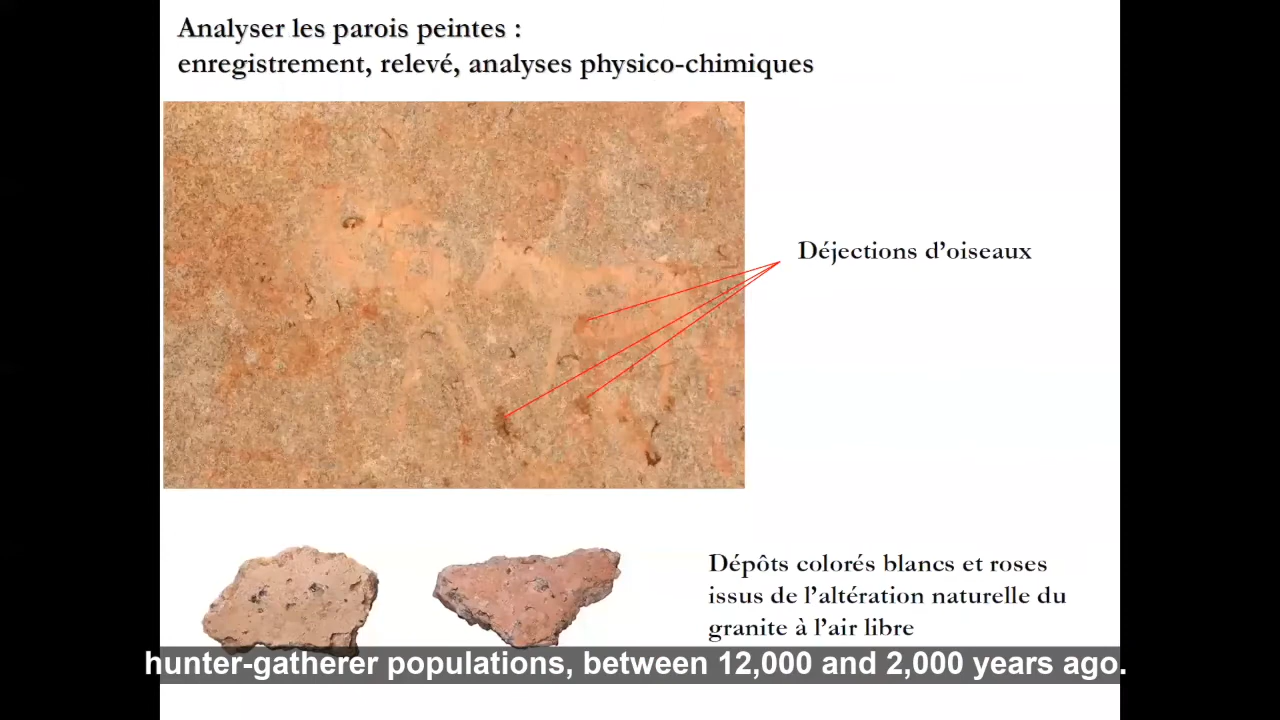 Analyser les parois peintes :
enregistrement, relevé, analyses physico-chimiques
Déjections d'oiseaux
Dépôts colorés blancs et roses
issus de l'altération naturelle du
granite à l'air libre
hunter-gatherer populations, between 12,000 and 2,000 years ago.